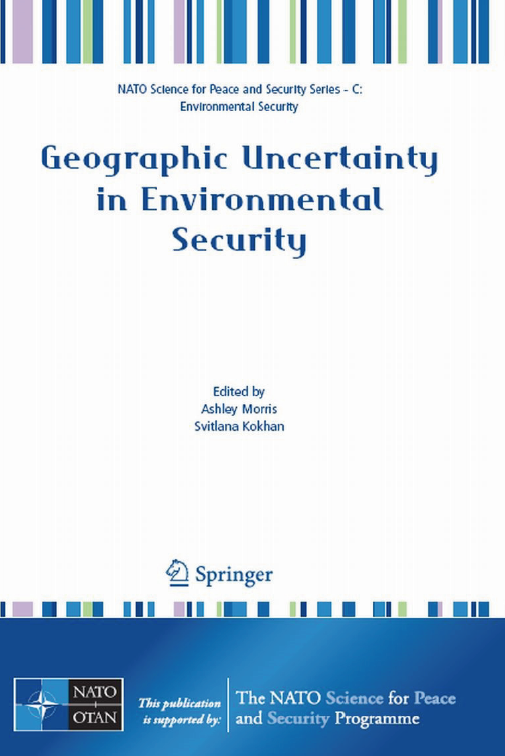 NATO Science for Peace and Security Series - C:
Environmental Security
Geographic Uncertainty
in Environmental
Security
Edited by
Ashley Morris
Svitlana Kokhan
Springer
NATO
OTAN
This publication
is supported by:
The NATO Science for Peace
and Security Programme